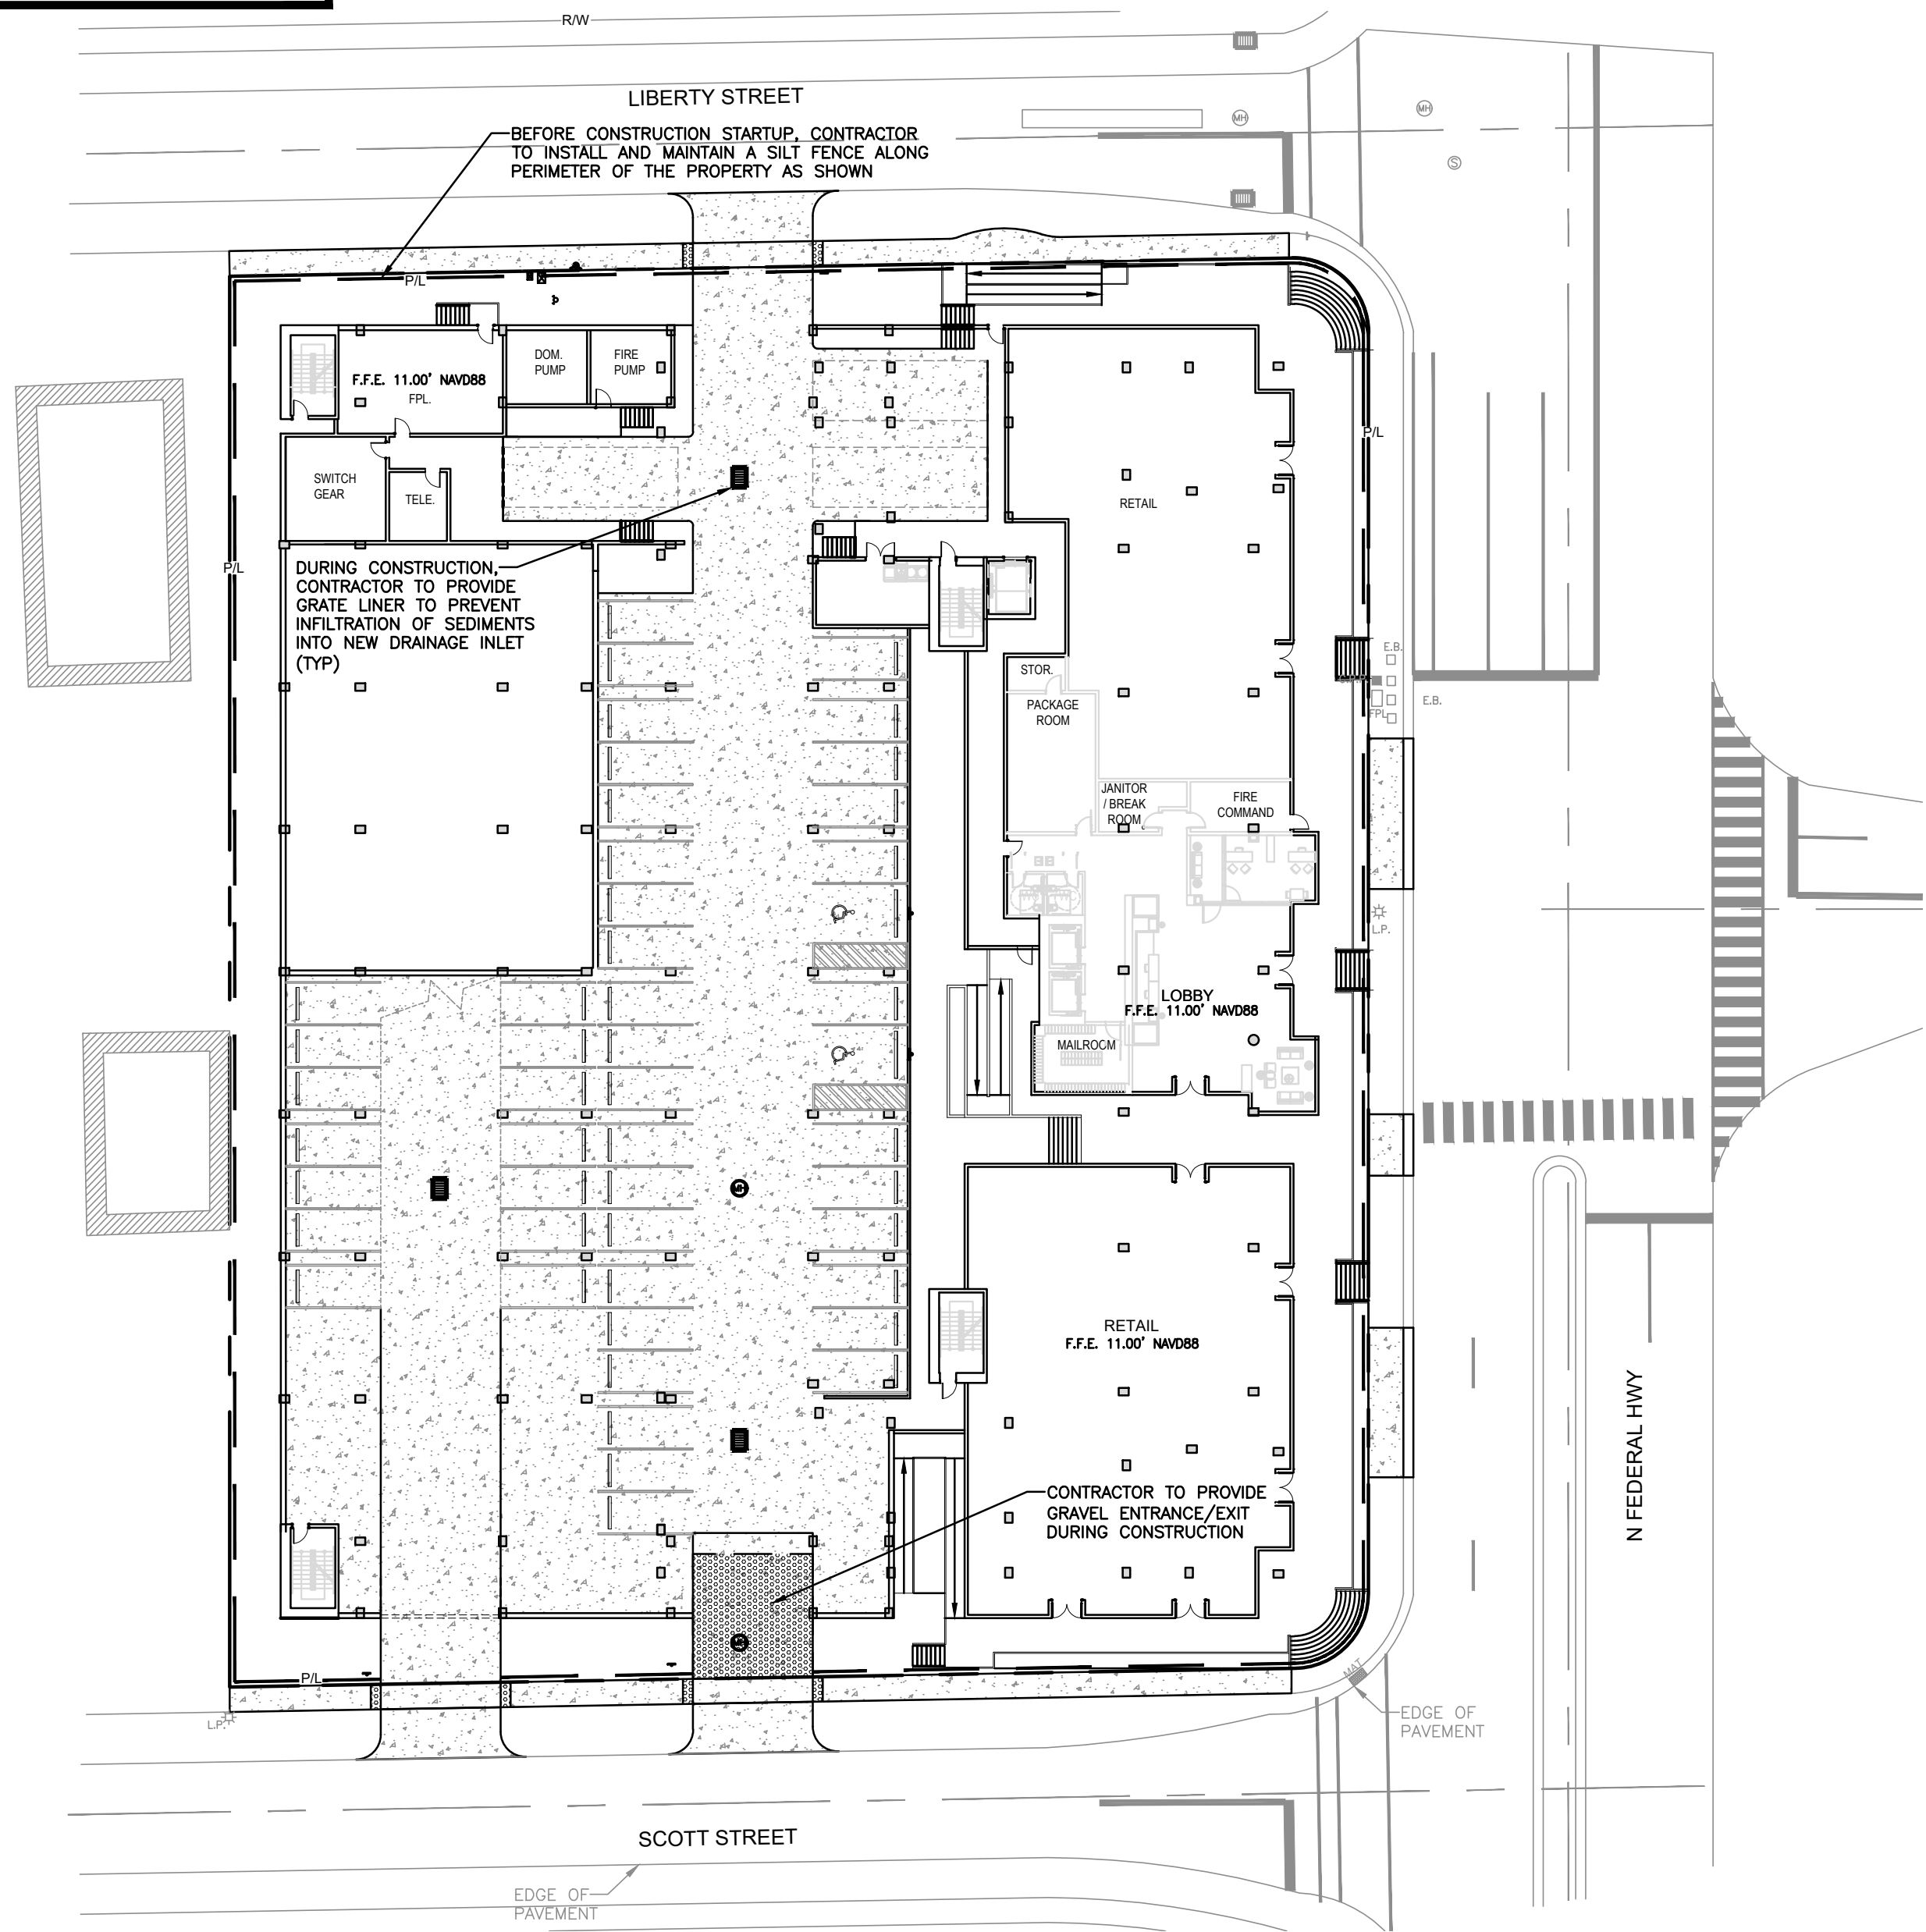 R/W
LIBERTY STREET
MH
MH
S
BEFORE CONSTRUCTION STARTUP, CONTRACTOR
TO INSTALL AND MAINTAIN A SILT FENCE ALONG
PERIMETER OF THE PROPERTY AS SHOWN
P/L
DOM.
PUMP
FIRE
PUMP
F.F.E. 11.00' NAVD88
FPL.
P/L
SWITCH
GEAR
TELE.
RETAIL
P/L
DURING CONSTRUCTION,
CONTRACTOR TO PROVIDE
GRATE LINER TO PREVENT
INFILTRATION OF SEDIMENTS
INTO NEW DRAINAGE INLET
(TYP)
STOR.
PACKAGE
ROOM
E.B.
E.B.
FPL
JANITOR
/ BREAK
ROOM
FIRE
COMMAND
L.P.
LOBBY
F.F.E. 11.00' NAVD88
MAILROOM
MH
RETAIL
F.F.E. 11.00' NAVD88
N FEDERAL HWY
CONTRACTOR TO PROVIDE
GRAVEL ENTRANCE/EXIT
DURING CONSTRUCTION
MH
P/L
L.P.
MAT
EDGE OF
PAVEMENT
SCOTT STREET
EDGE OF
PAVEMENT